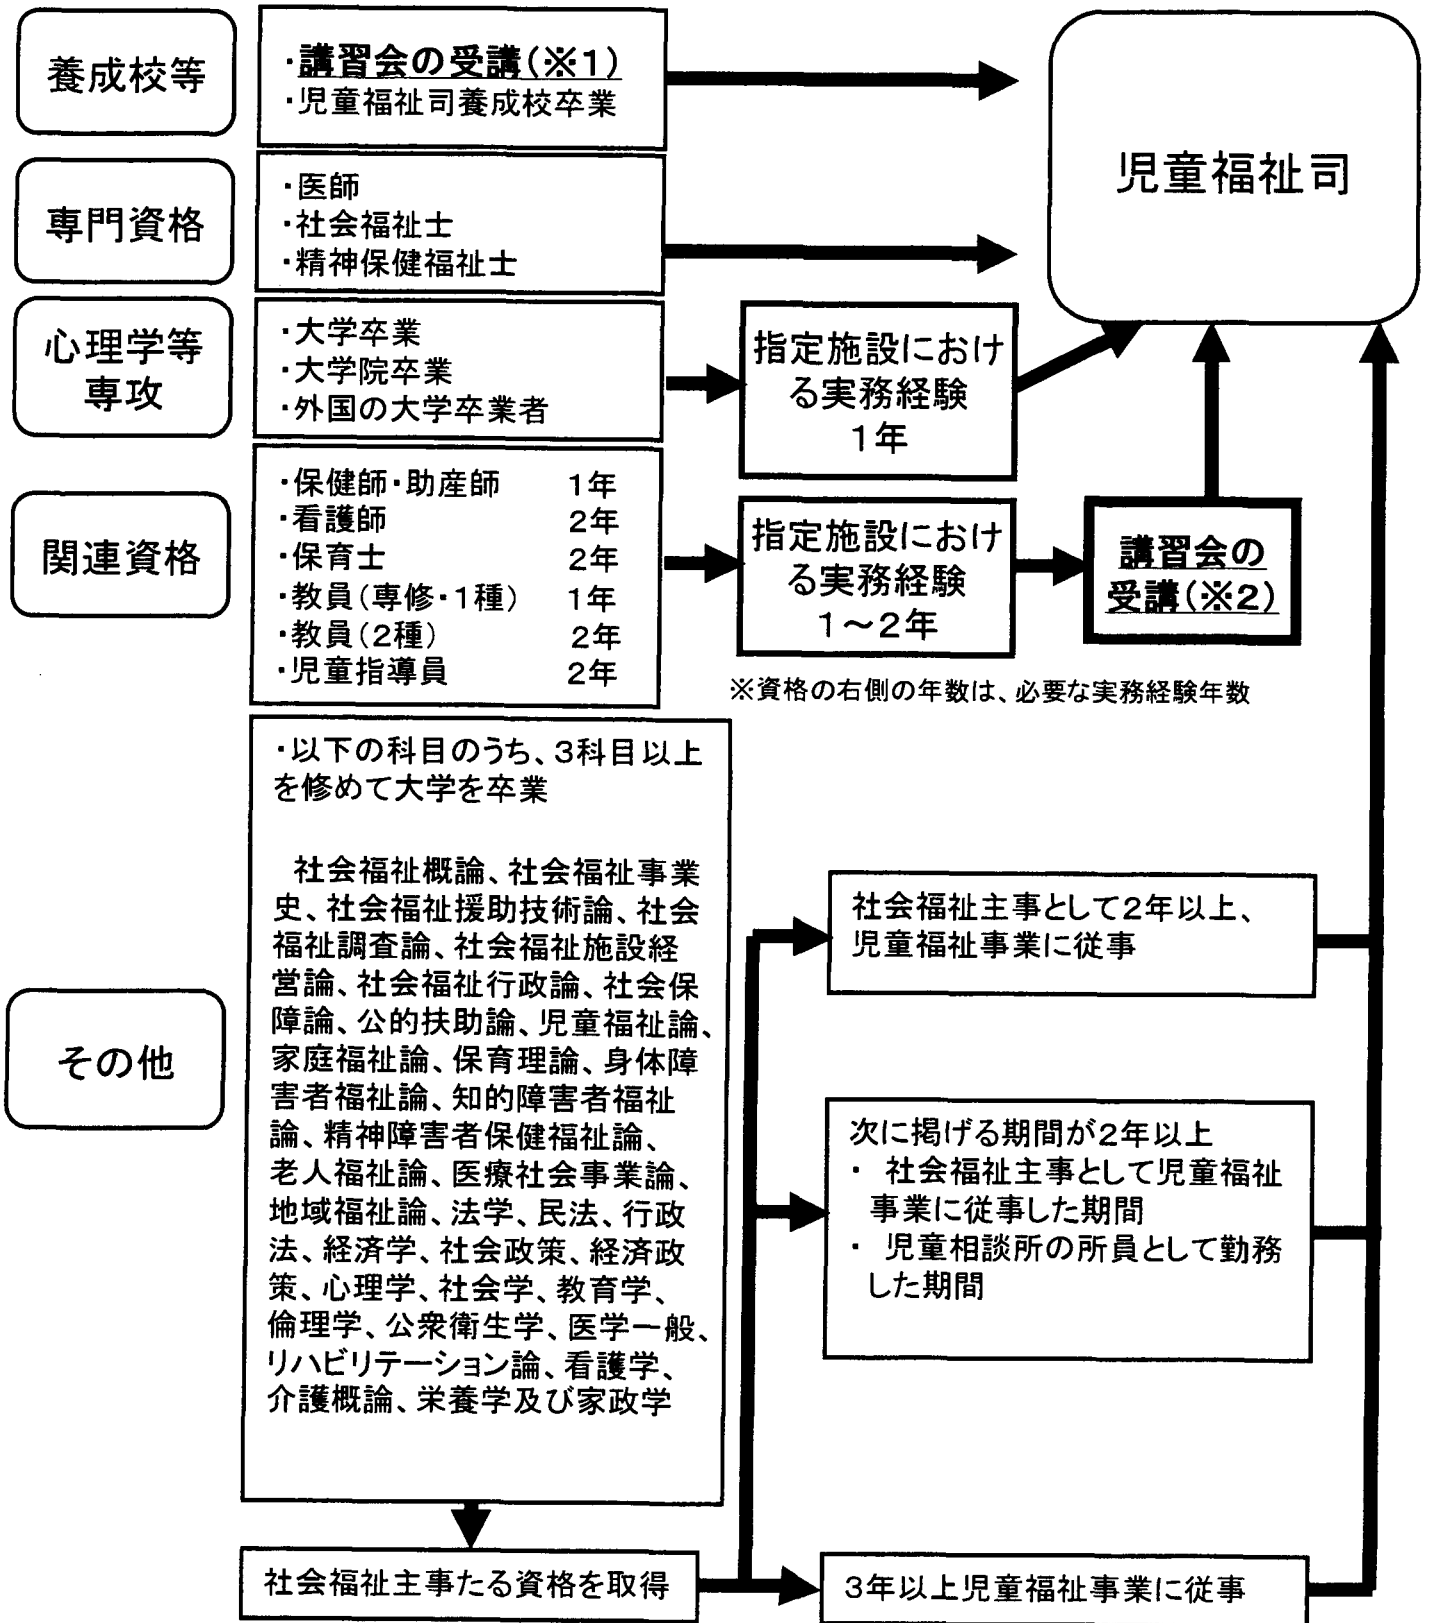 養成校等
・講習会の受講(※1)
・児童福祉司養成校卒業
児童福祉司
専門資格
・医師
・社会福祉士
・精神保健福祉士
心理学等
専攻
・大学卒業
・大学院卒業
・外国の大学卒業者
指定施設におけ
る実務経験
1年
関連資格
・保健師・助産師 1年
・看護師 2年
・保育士 2年
・教員(専修・1種) 1年
・教員(2種) 2年
・児童指導員 2年
指定施設におけ
る実務経験
1～2年
講習会の
受講(※2)
※資格の右側の年数は、必要な実務経験年数
その他
・以下の科目のうち、3科目以上
を修めて大学を卒業
社会福祉概論、社会福祉事業
史、社会福祉援助技術論、社会
福祉調査論、社会福祉施設経
営論、社会福祉行政論、社会保
障論、公的扶助論、児童福祉論、
家庭福祉論、保育理論、身体障
害者福祉論、知的障害者福祉
論、精神障害者保健福祉論、
老人福祉論、医療社会事業論、
地域福祉論、法学、民法、行政
法、経済学、社会政策、経済政
策、心理学、社会学、教育学、
倫理学、公衆衛生学、医学一般、
リハビリテーション論、看護学、
介護概論、栄養学及び家政学
社会福祉主事たる資格を取得
社会福祉主事として2年以上、
児童福祉事業に従事
次に掲げる期間が2年以上
・ 社会福祉主事として児童福祉
事業に従事した期間
・ 児童相談所の所員として勤務
した期間
3年以上児童福祉事業に従事